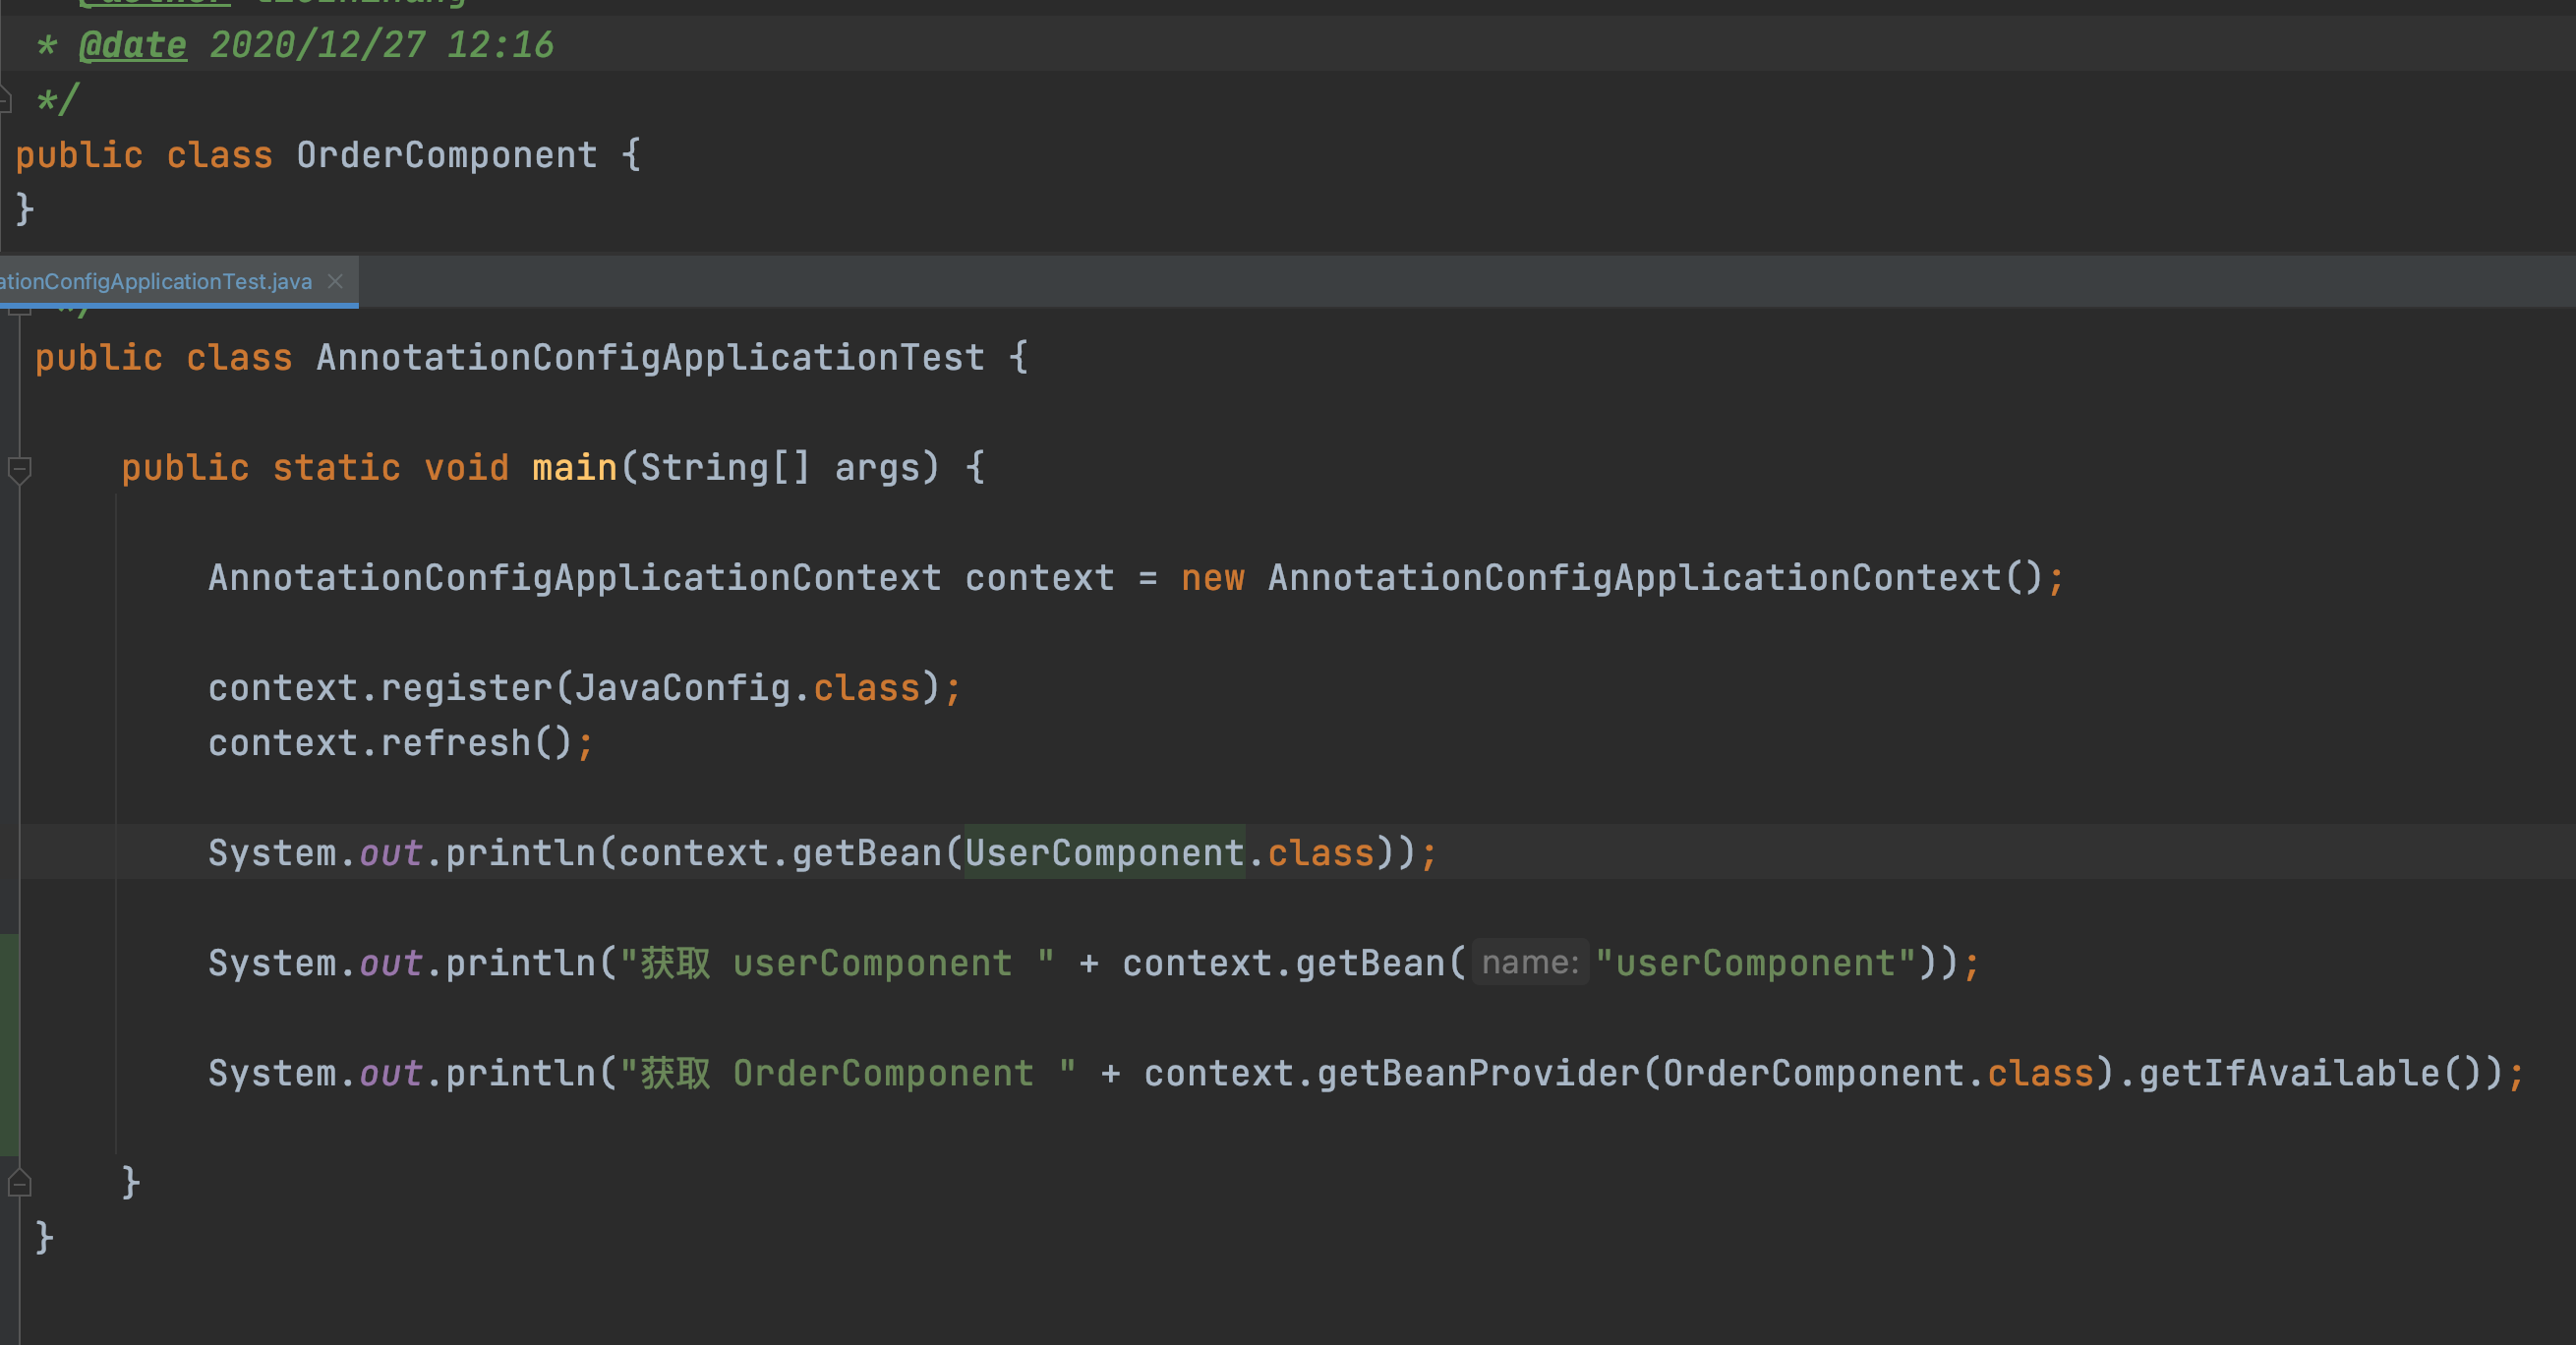 * @date 2020/12/27 12:16
*/
public class OrderComponent {
}
ationConfigApplicationTest.java
*/
public class AnnotationConfigApplicationTest {
public static void main(String[] args) {
AnnotationConfigApplicationContext context = new AnnotationConfigApplicationContext();
context.register(JavaConfig.class);
context.refresh();
System.out.println(context.getBean(UserComponent.class));
System.out.println("获取 userComponent " + context.getBean( name: "userComponent"));
System.out.println("获取 OrderComponent " + context.getBeanProvider(OrderComponent.class).getIfAvailable());
}
}